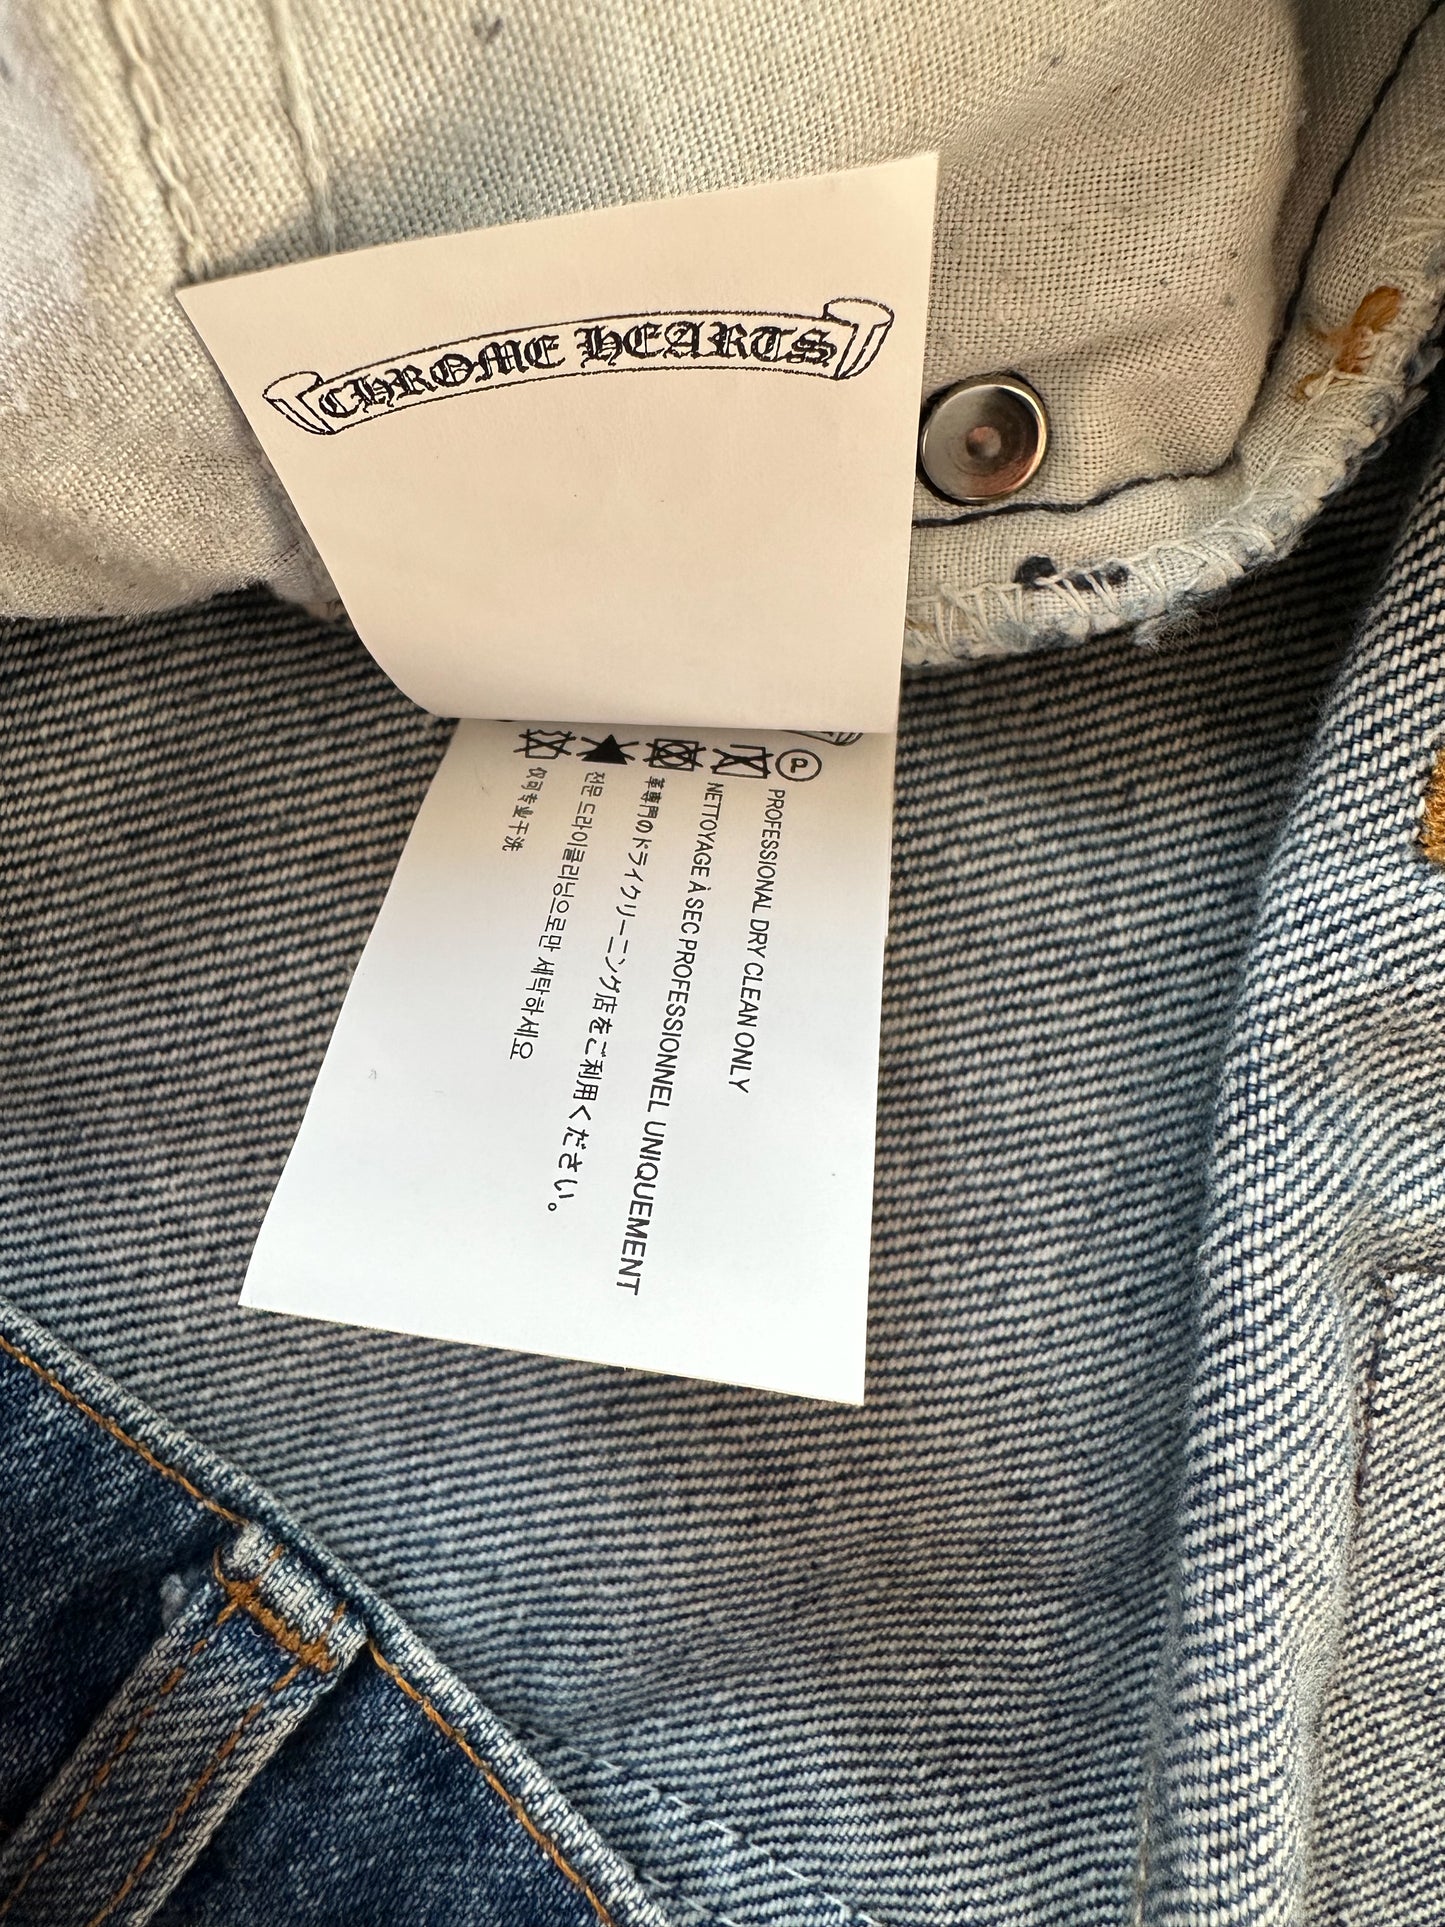 CHROME HEARTS
PROFESSIONAL DRY CLEAN ONLY
NETTOYAGE À SEC PROFESSIONNEL UNIQUEMENT
革専門のドライクリーニング店をご利用ください。
전문 드라이클리닝으로만 세탁하세요
仅可专业干洗